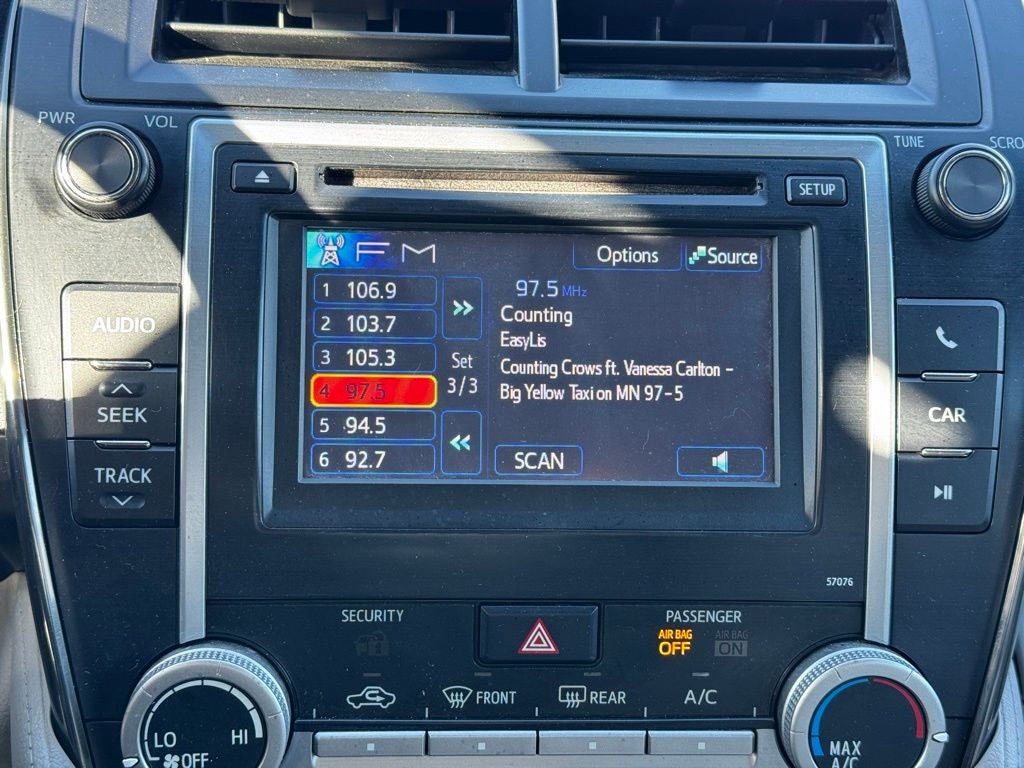 PWR
VOL
TUNE
SCRO
SETUP
FM
Options
Source
1 106.9
2 103.7
3 105.3
4 97.5
5 94.5
6 92.7
Set
3/3
97.5 MHz
Counting
EasyLis
Counting Crows ft. Vanessa Carlton -
Big Yellow Taxi on MN 97-5
SCAN
AUDIO
SEEK
TRACK
CAR
57076
SECURITY
PASSENGER
AIR BAG
OFF
AIR BAG
ON
FRONT
REAR
A/C
LO
HI
OFF
MAX
A/C